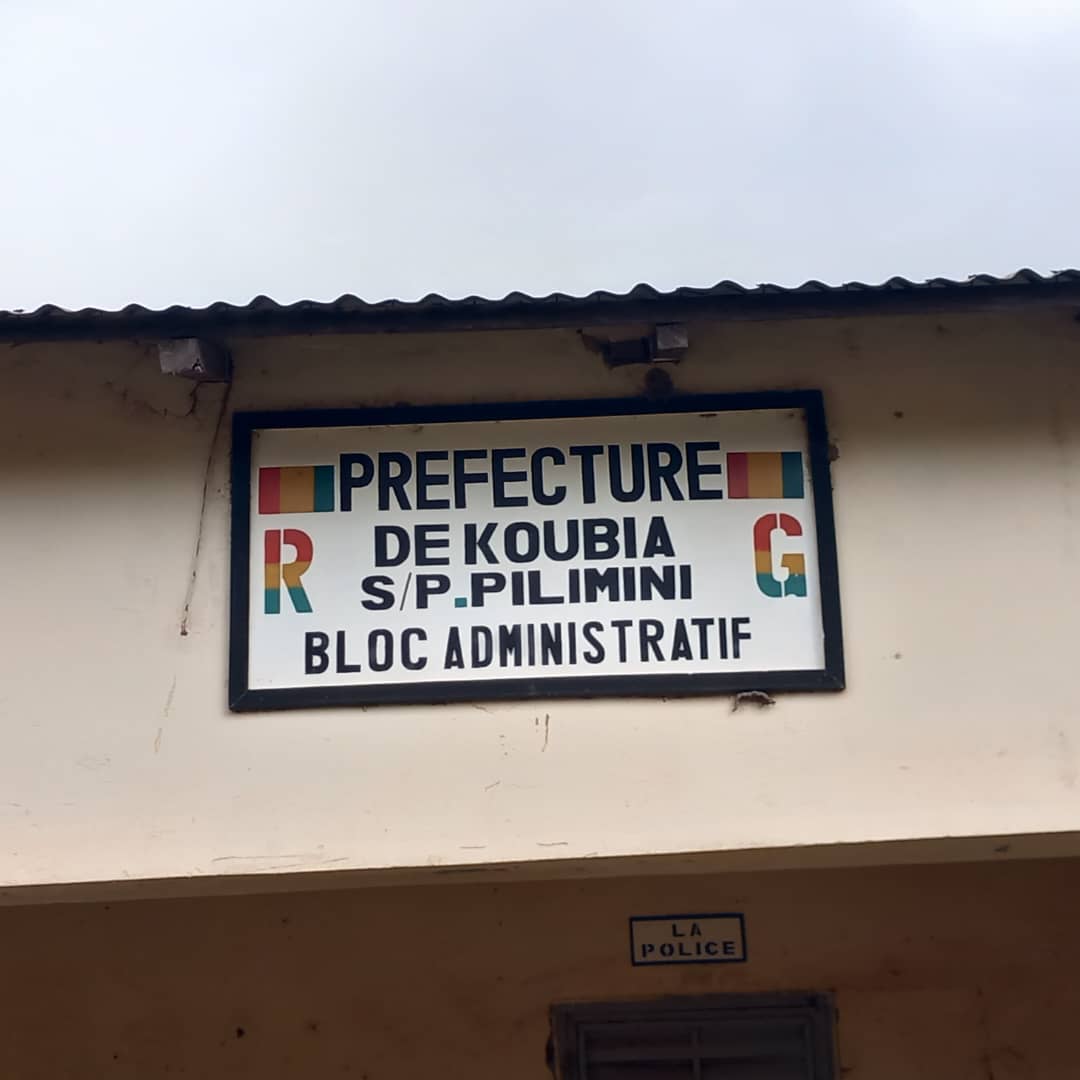 PREFECTURE
R DE KOUBIA G
S/P.PILIMINI
BLOC ADMINISTRATIF
LA
POLICE